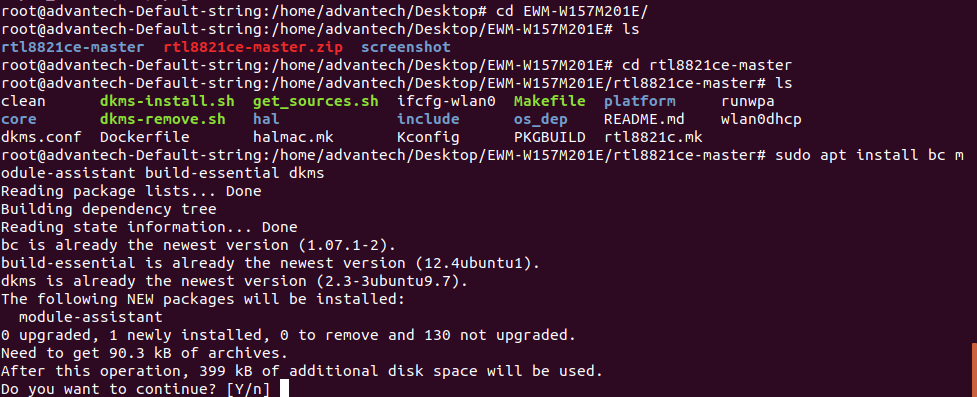 root@advantech-Default-string:/home/advantech/Desktop# cd EWM-W157M201E/
root@advantech-Default-string:/home/advantech/Desktop/EWM-W157M201E# ls
rtl8821ce-master  rtl8821ce-master.zip  screenshot
root@advantech-Default-string:/home/advantech/Desktop/EWM-W157M201E# cd rtl8821ce-master
root@advantech-Default-string:/home/advantech/Desktop/EWM-W157M201E/rtl8821ce-master# ls
clean      dkms-install.sh  get_sources.sh  ifcfg-wlan0  Makefile  platform     runwpa
core       dkms-remove.sh   hal             include      os_dep    README.md    wlan0dhcp
dkms.conf  Dockerfile       halmac.mk       Kconfig      PKGBUILD  rtl8821c.mk
root@advantech-Default-string:/home/advantech/Desktop/EWM-W157M201E/rtl8821ce-master# sudo apt install bc m
odule-assistant build-essential dkms
Reading package lists... Done
Building dependency tree
Reading state information... Done
bc is already the newest version (1.07.1-2).
build-essential is already the newest version (12.4ubuntu1).
dkms is already the newest version (2.3-3ubuntu9.7).
The following NEW packages will be installed:
  module-assistant
0 upgraded, 1 newly installed, 0 to remove and 130 not upgraded.
Need to get 90.3 kB of archives.
After this operation, 399 kB of additional disk space will be used.
Do you want to continue? [Y/n]